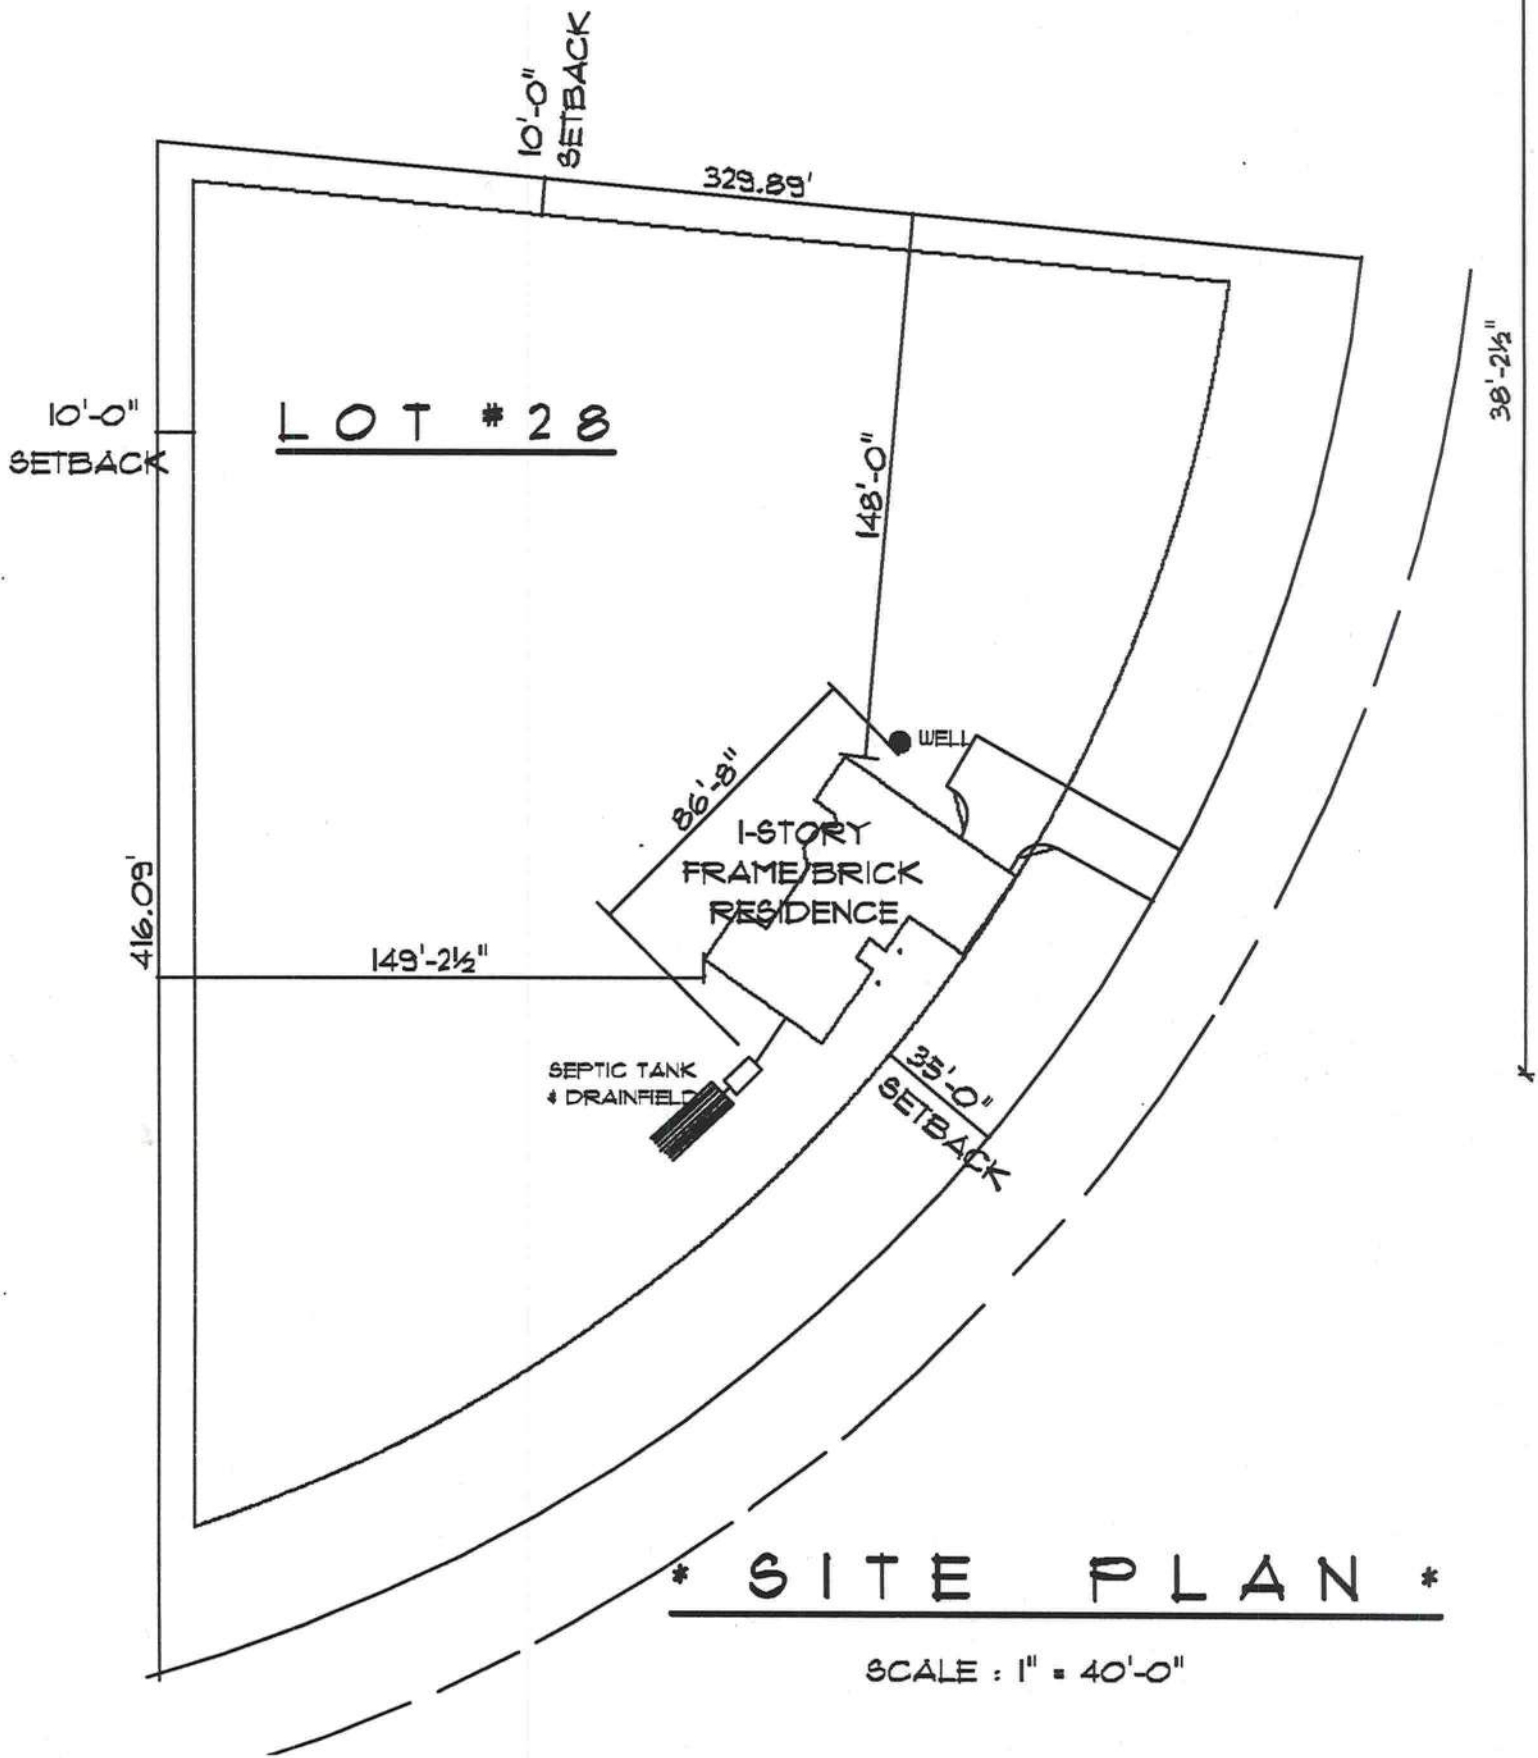 10'-0"
SETBACK
329.89'
38'-2½"
10'-0"
SETBACK
LOT #28
148'-0"
WELL
86'-8"
1-STORY
FRAME/BRICK
RESIDENCE
416.09'
149'-2½"
SEPTIC TANK
& DRAINFIELD
35'-0"
SETBACK
* SITE PLAN *
SCALE : 1" = 40'-0"